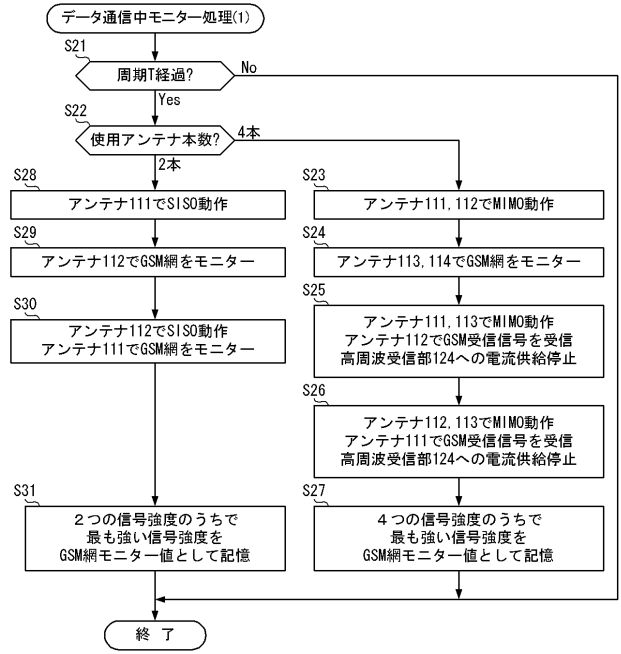 データ通信中モニター処理(1)
S21
周期T経過?
No
Yes
S22
使用アンテナ本数?
4本
2本
S28
アンテナ111でSISO動作
S29
アンテナ112でGSM網をモニター
S30
アンテナ112でSISO動作
アンテナ111でGSM網をモニター
S31
2つの信号強度のうちで
最も強い信号強度を
GSM網モニター値として記憶
S23
アンテナ111,112でMIMO動作
S24
アンテナ113,114でGSM網をモニター
S25
アンテナ111,113でMIMO動作
アンテナ112でGSM受信信号を受信
高周波受信部124への電流供給停止
S26
アンテナ112,113でMIMO動作
アンテナ111でGSM受信信号を受信
高周波受信部124への電流供給停止
S27
4つの信号強度のうちで
最も強い信号強度を
GSM網モニター値として記憶
終 了